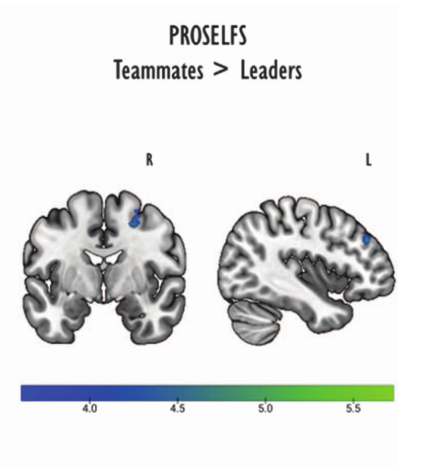 PROSELFS
Teammates > Leaders
R L
4.0 4.5 5.0 5.5